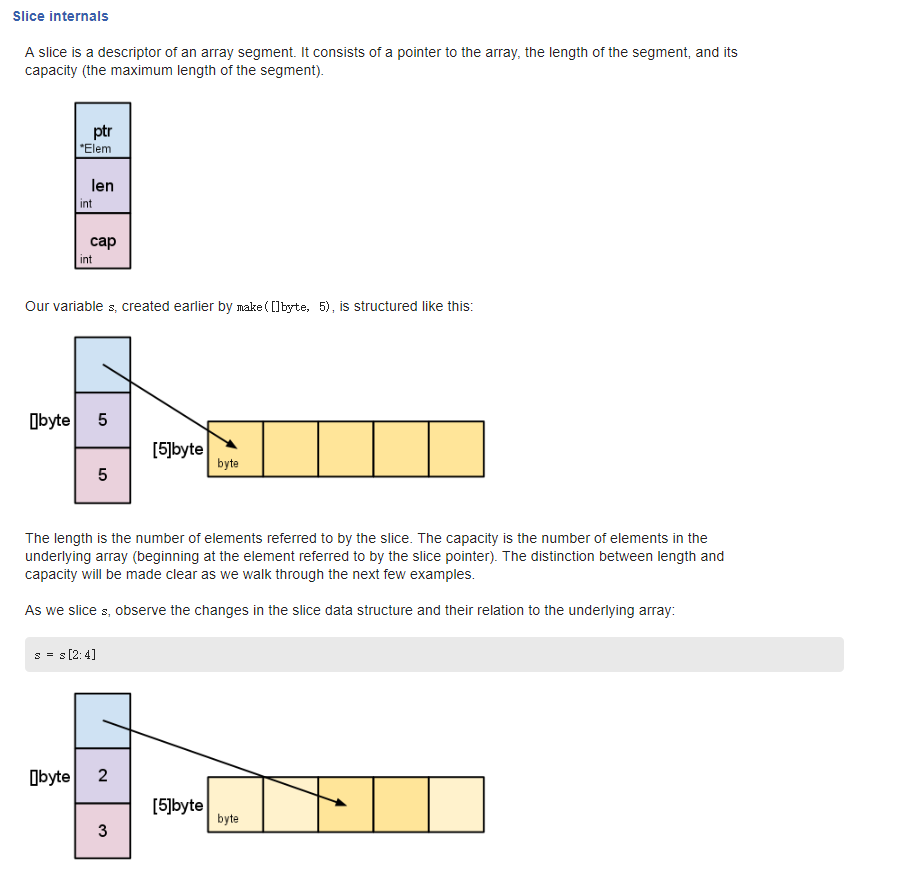 Slice internals
A slice is a descriptor of an array segment. It consists of a pointer to the array, the length of the segment, and its
capacity (the maximum length of the segment).
ptr
*Elem
len
int
cap
int
Our variable s, created earlier by make([]byte, 5), is structured like this:
[]byte
5
5
[5]byte
byte
The length is the number of elements referred to by the slice. The capacity is the number of elements in the
underlying array (beginning at the element referred to by the slice pointer). The distinction between length and
capacity will be made clear as we walk through the next few examples.
As we slice s, observe the changes in the slice data structure and their relation to the underlying array:
s = s[2:4]
[]byte
2
3
[5]byte
byte